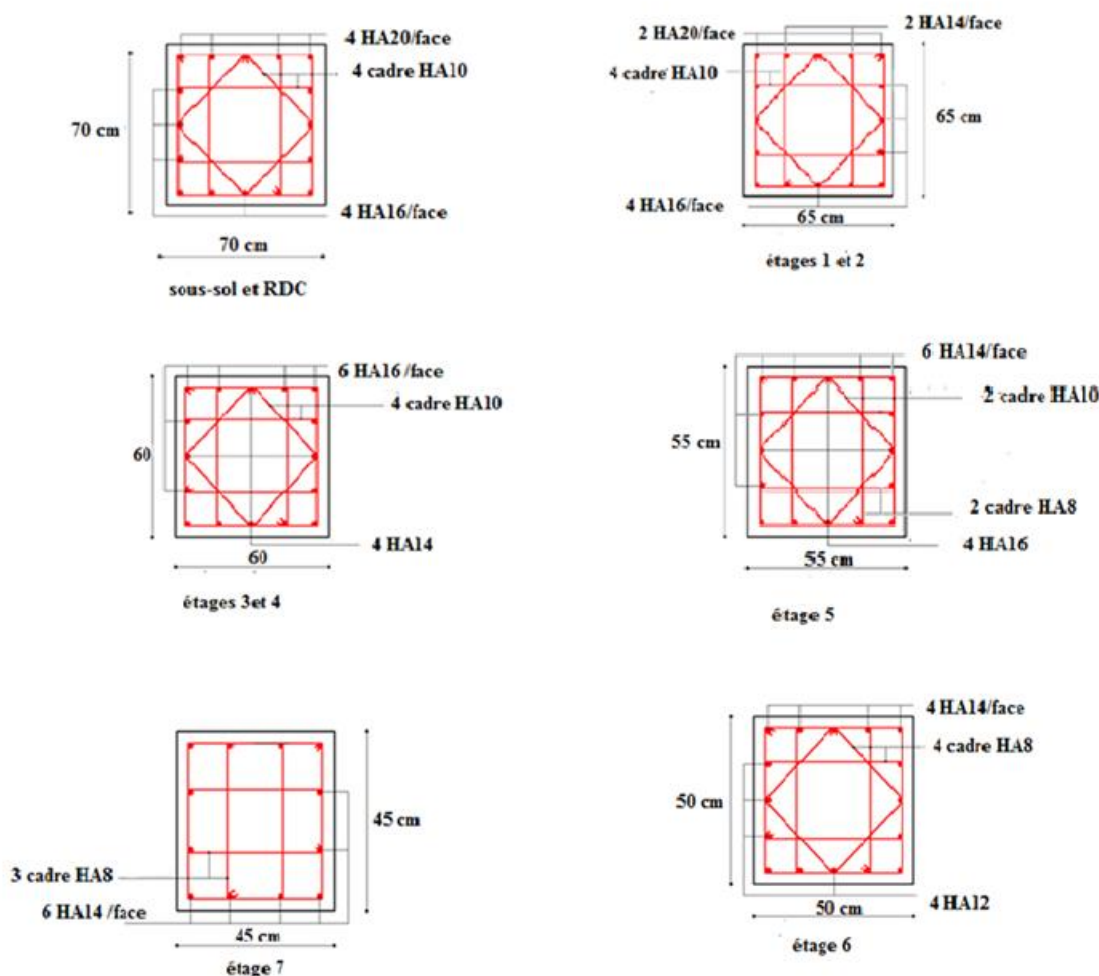 4 HA20/face
4 cadre HA10
70 cm
4 HA16/face
70 cm
sous-sol et RDC
2 HA14/face
2 HA20/face
4 cadre HA10
65 cm
4 HA16/face
65 cm
étages 1 et 2
6 HA16 /face
4 cadre HA10
60
4 HA14
60
étages 3et 4
6 HA14/face
2 cadre HA10
55 cm
2 cadre HA8
4 HA16
55 cm
étage 5
45 cm
3 cadre HA8
6 HA14 /face
45 cm
étage 7
4 HA14/face
4 cadre HA8
50 cm
4 HA12
50 cm
étage 6